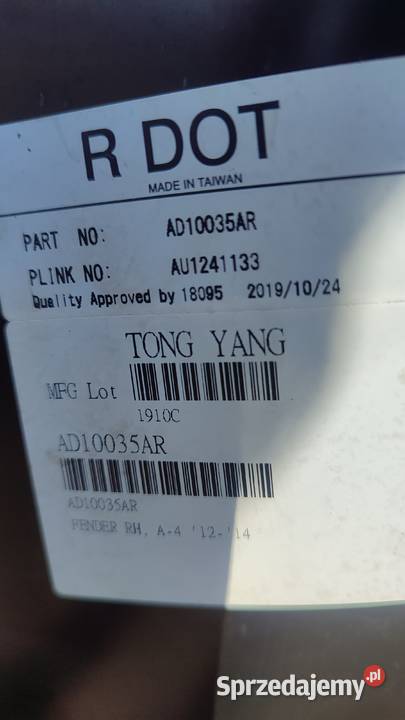 R DOT
MADE IN TAIWAN
PART NO: AD10035AR
PLINK NO: AU1241133
Quality Approved by 18095 2019/10/24
TONG YANG
MFG Lot
1910C
AD10035AR
AD10035AR
FENDER RH, A-4 '12-'14
Sprzedajemy.pl